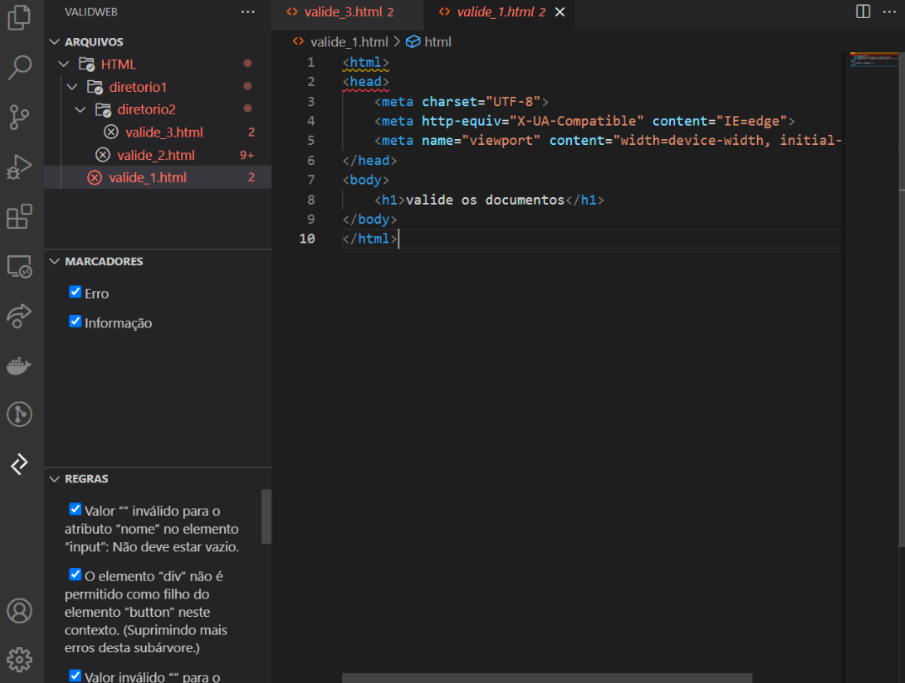 VALIDWEB
ARQUIVOS
HTML
diretorio1
diretorio2
valide_3.html 2
valide_2.html 9+
valide_1.html 2
MARCADORES
Erro
Informação
REGRAS
Valor “” inválido para o
atributo “nome” no elemento
“input”: Não deve estar vazio.
O elemento “div” não é
permitido como filho do
elemento “button” neste
contexto. (Suprimindo mais
erros desta subárvore.)
Valor inválido “” para o
valide_3.html 2
valide_1.html 2
valide_1.html > html
1 <html>
2 <head>
3 <meta charset="UTF-8">
4 <meta http-equiv="X-UA-Compatible" content="IE=edge">
5 <meta name="viewport" content="width=device-width, initial-
6 </head>
7 <body>
8 <h1>valide os documentos</h1>
9 </body>
10 </html>